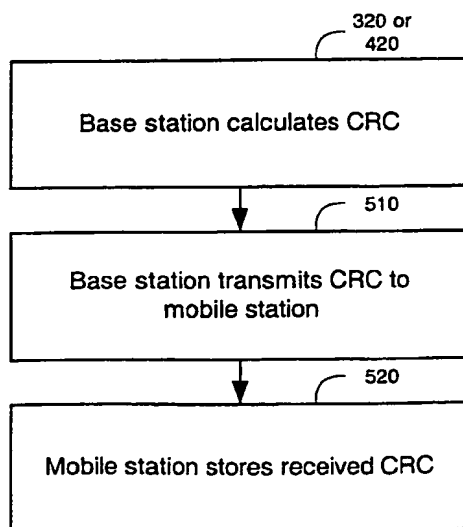 320 or
420
Base station calculates CRC
510
Base station transmits CRC to
mobile station
520
Mobile station stores received CRC